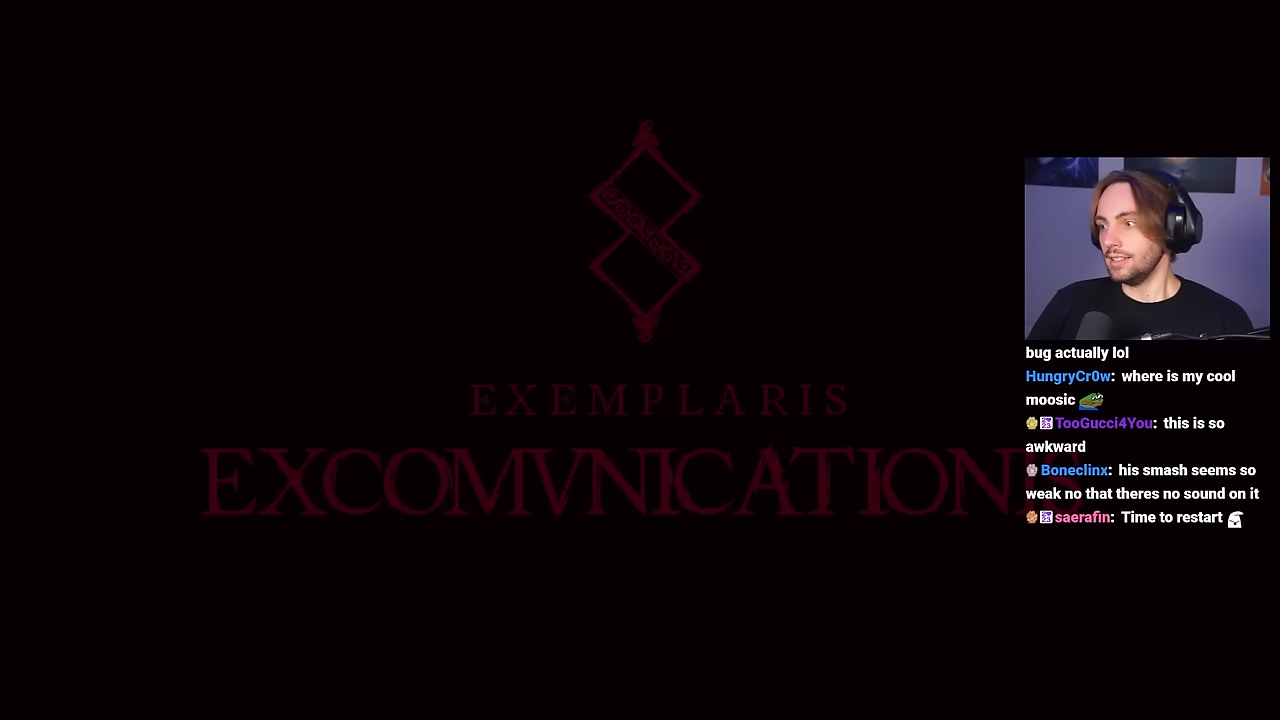 EXEMPLARIS
EXCOMVNICATIONIS
bug actually lol
HungryCr0w: where is my cool
moosic
TooGucci4You: this is so
awkward
Boneclinx: his smash seems so
weak no that theres no sound on it
saerafin: Time to restart